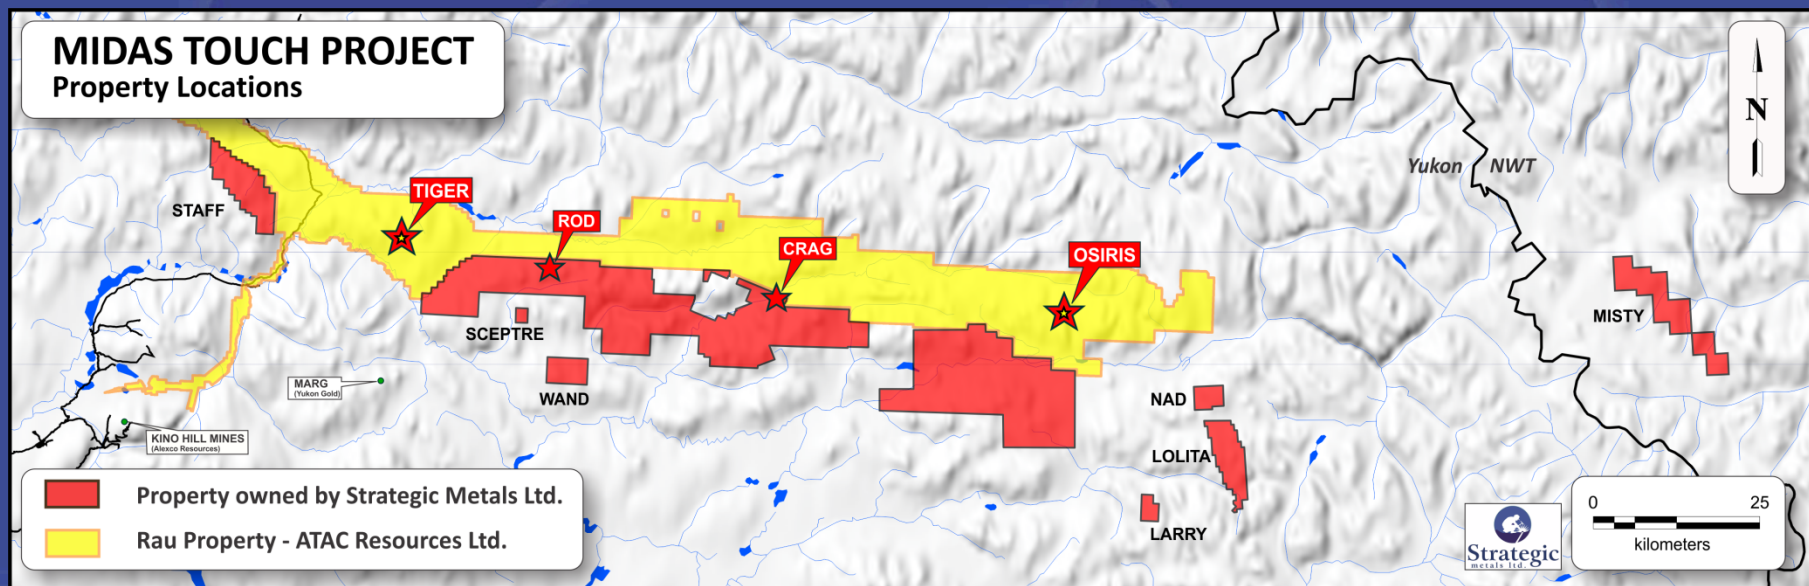 MIDAS TOUCH PROJECT
Property Locations
N
Yukon
NWT
TIGER
STAFF
ROD
CRAG
OSIRIS
SCEPTRE
MISTY
MARG
(Yukon Gold)
WAND
NAD
KINO HILL MINES
(Alexco Resources)
LOLITA
LARRY
Property owned by Strategic Metals Ltd.
Rau Property - ATAC Resources Ltd.
Strategic
metals ltd.
0 25
kilometers